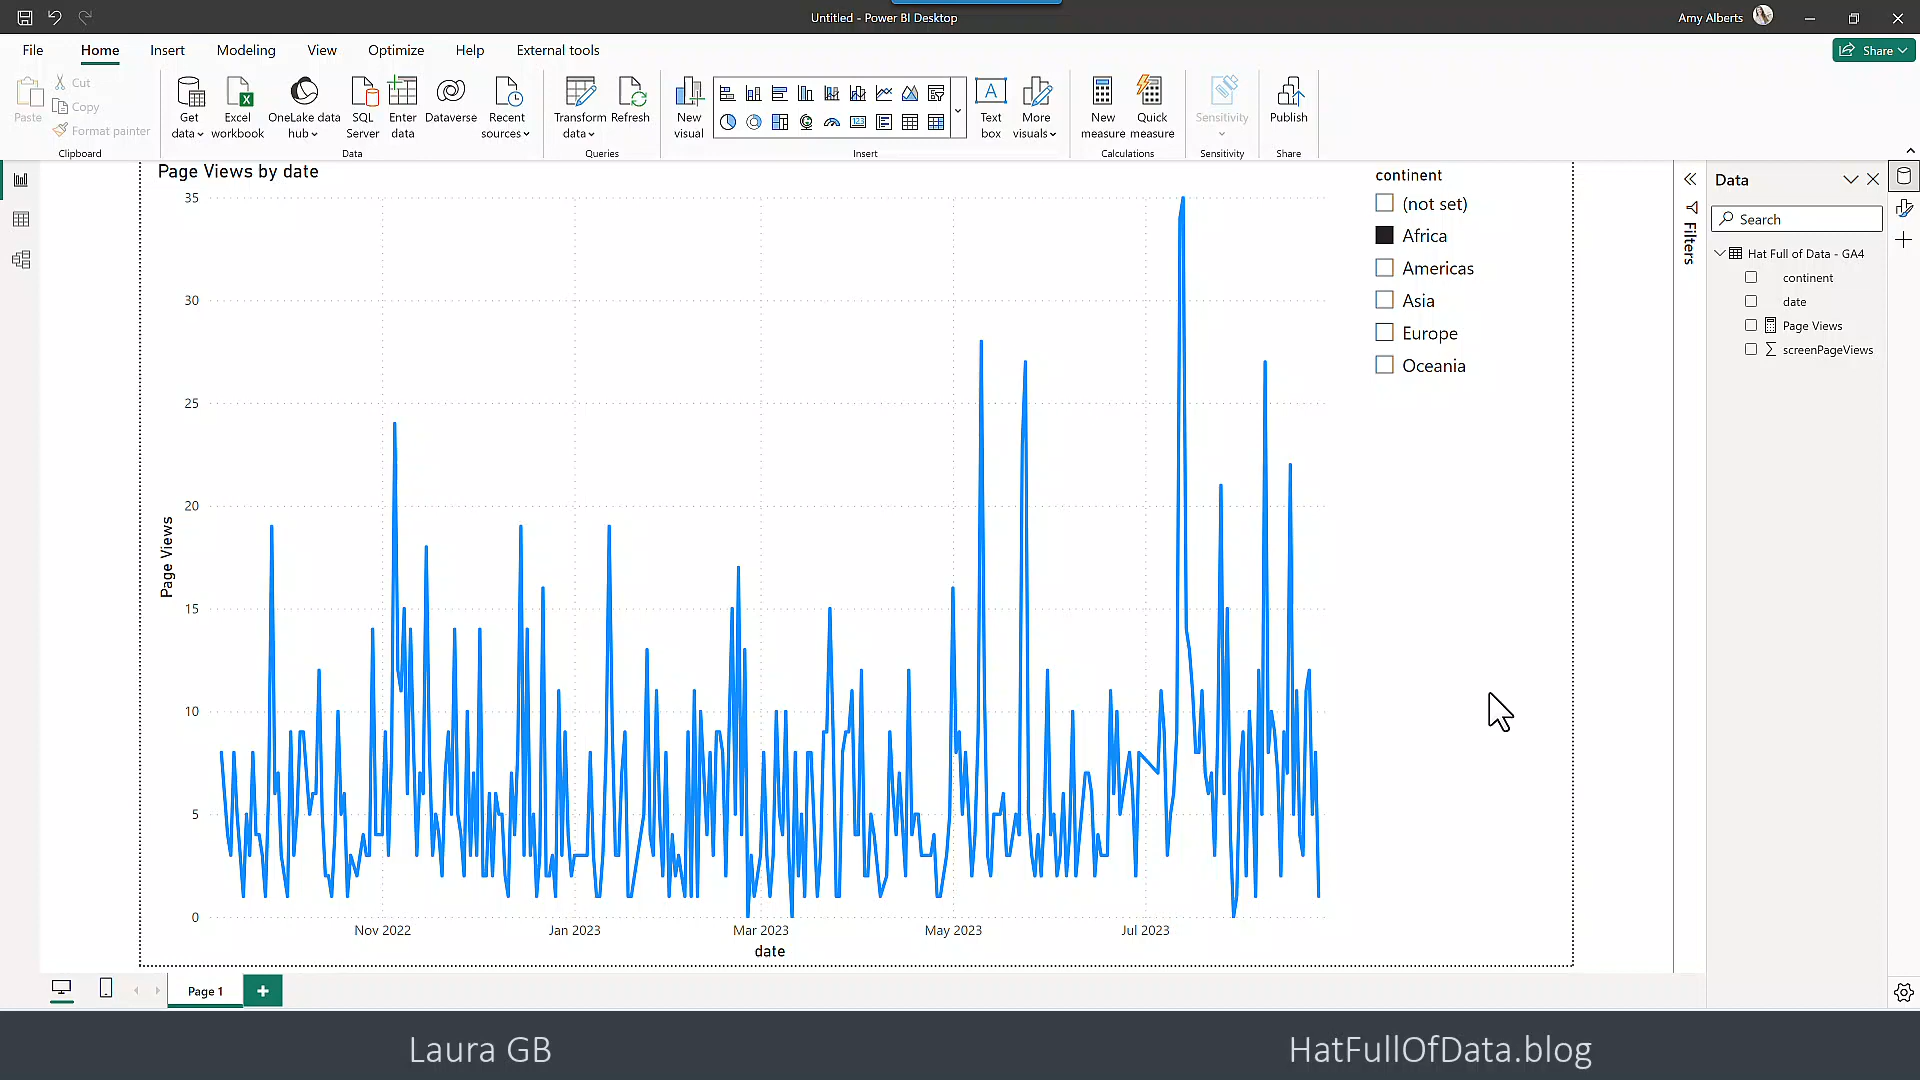 Untitled - Power BI Desktop
Amy Alberts
File
Home
Insert
Modeling
View
Optimize
Help
External tools
Share
Paste
Cut
Copy
Format painter
Clipboard
Get data
Excel workbook
OneLake data hub
SQL Server
Enter data
Dataverse
Recent sources
Data
Transform data
Refresh
Queries
New visual
Text box
More visuals
Insert
New measure
Quick measure
Calculations
Sensitivity
Sensitivity
Publish
Share
Page Views by date
35
30
25
20
15
10
5
0
Page Views
Nov 2022
Jan 2023
Mar 2023
May 2023
Jul 2023
date
continent
(not set)
Africa
Americas
Asia
Europe
Oceania
Filters
Data
Search
Hat Full of Data - GA4
continent
date
Page Views
screenPageViews
Page 1
Laura GB
HatFullOfData.blog